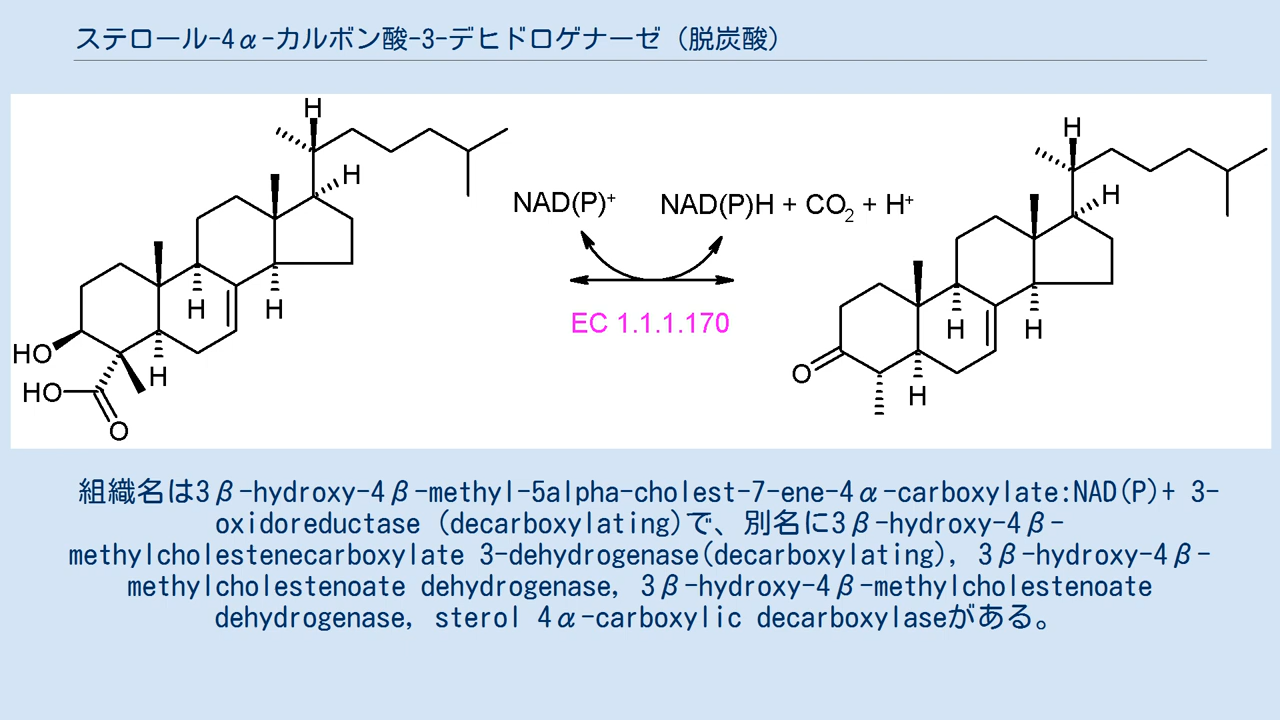 ステロール-4α-カルボン酸-3-デヒドロゲナーゼ（脱炭酸）
H
H
HO
H
H
H
HO
O
NAD(P)+
NAD(P)H + CO2 + H+
EC 1.1.1.170
H
H
H
H
O
H
組織名は3β-hydroxy-4β-methyl-5alpha-cholest-7-ene-4α-carboxylate:NAD(P)+ 3-
oxidoreductase (decarboxylating)で、別名に3β-hydroxy-4β-
methylcholestenecarboxylate 3-dehydrogenase(decarboxylating), 3β-hydroxy-4β-
methylcholestenoate dehydrogenase, 3β-hydroxy-4β-methylcholestenoate
dehydrogenase, sterol 4α-carboxylic decarboxylaseがある。